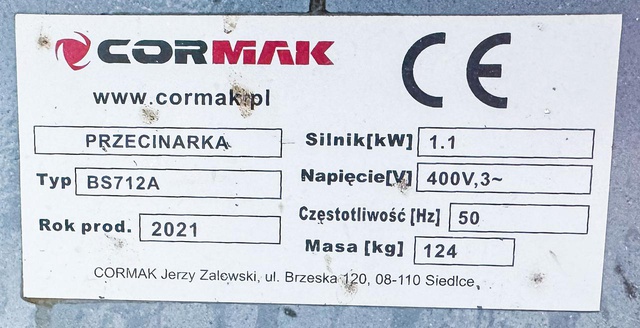 CORMAK
CE
www.cormak.pl
PRZECINARKA
Silnik[kW] 1.1
Typ BS712A
Napięcie[V] 400V,3~
Rok prod. 2021
Częstotliwość [Hz] 50
Masa [kg] 124
CORMAK Jerzy Zalewski, ul. Brzeska 120, 08-110 Siedlce,